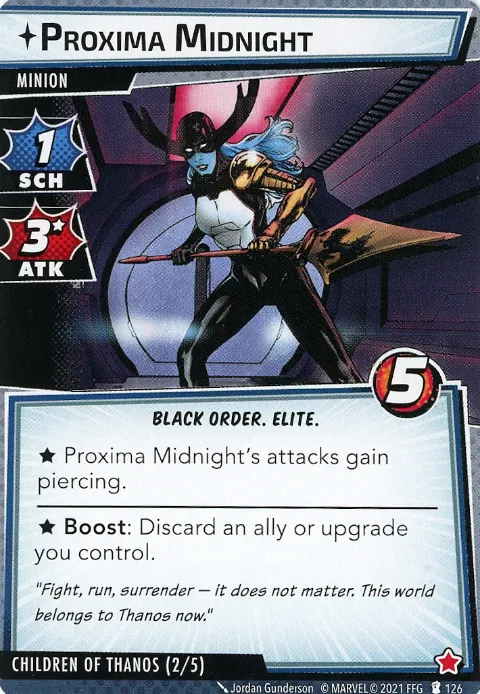 PROXIMA MIDNIGHT
MINION
1
SCH
3★
ATK
5
BLACK ORDER. ELITE.
★ Proxima Midnight's attacks gain
piercing.
★ Boost: Discard an ally or upgrade
you control.
"Fight, run, surrender — it does not matter. This world
belongs to Thanos now."
CHILDREN OF THANOS (2/5)
Jordan Gunderson © MARVEL © 2021 FFG 126